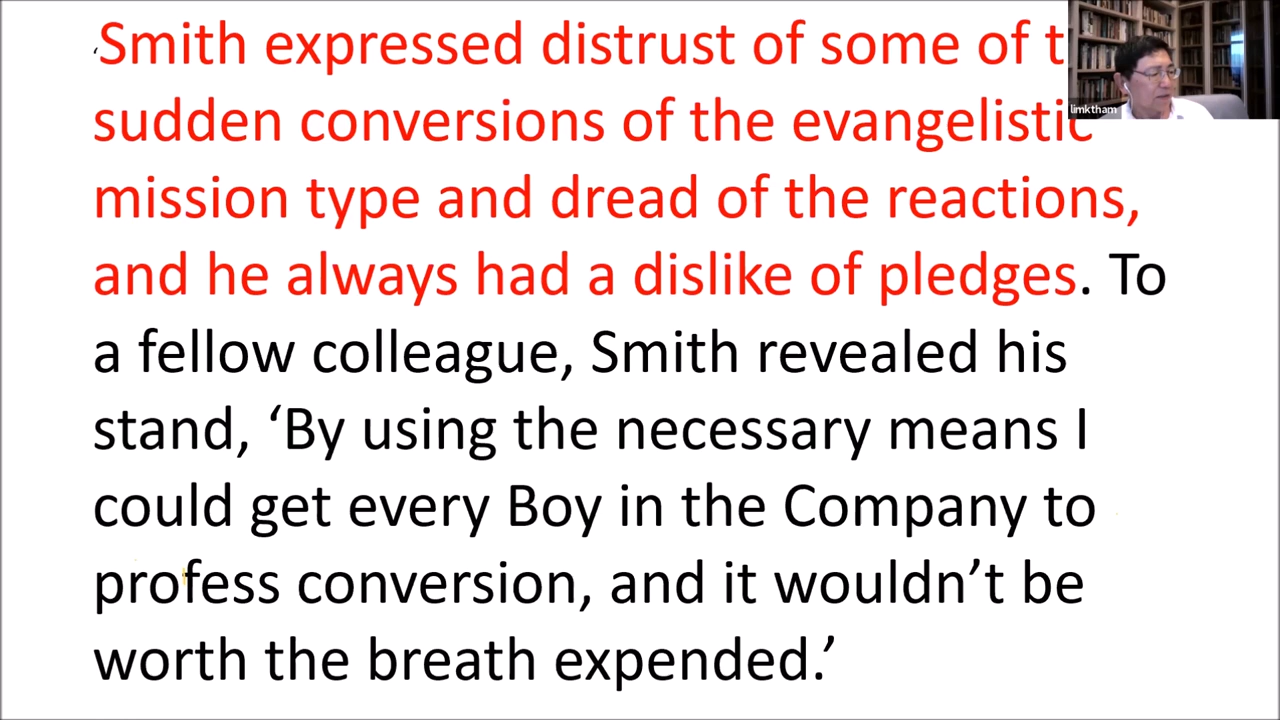 ‘Smith expressed distrust of some of
sudden conversions of the evangelistic
mission type and dread of the reactions,
and he always had a dislike of pledges. To
a fellow colleague, Smith revealed his
stand, ‘By using the necessary means I
could get every Boy in the Company to
profess conversion, and it wouldn’t be
worth the breath expended.’
limktham